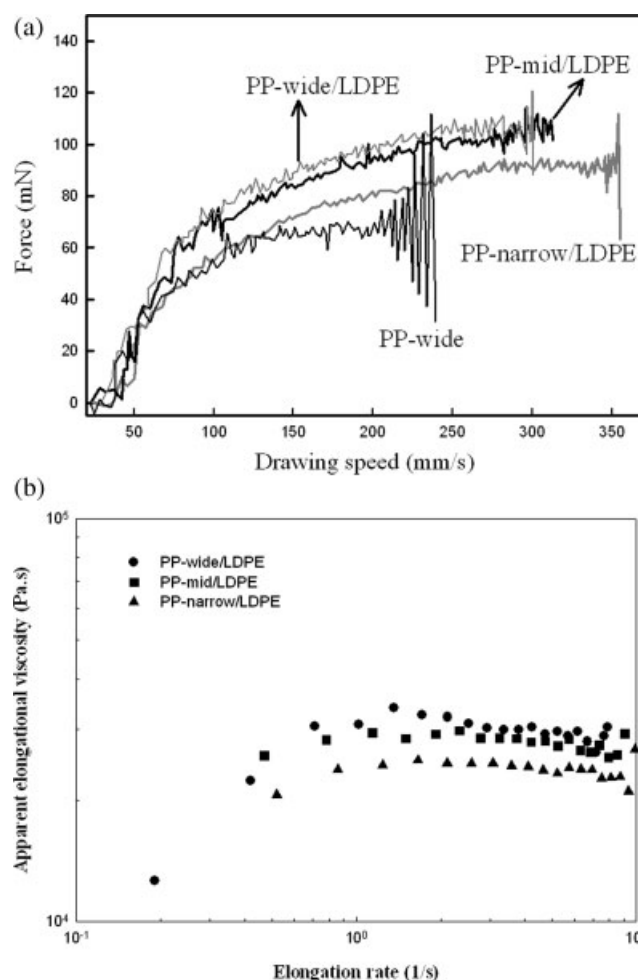 (a)
140
120
100
80
60
40
20
0
Force (mN)
PP-wide/LDPE
PP-mid/LDPE
PP-narrow/LDPE
PP-wide
50 100 150 200 250 300 350
Drawing speed (mm/s)
(b)
10⁵
10⁴
Apparent elongational viscosity (Pa.s)
PP-wide/LDPE
PP-mid/LDPE
PP-narrow/LDPE
10⁻¹ 10⁰
Elongation rate (1/s)